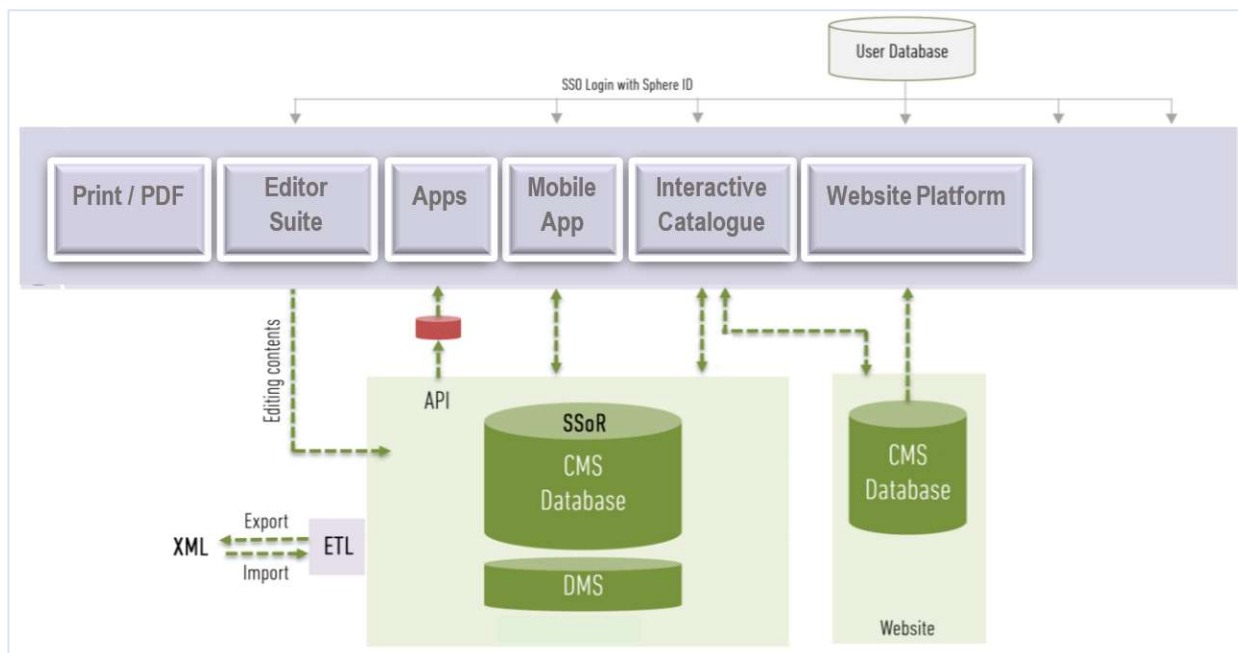 User Database
SSO Login with Sphere ID
Print / PDF
Editor
Suite
Apps
Mobile
App
Interactive
Catalogue
Website Platform
Editing contents
API
SSoR
CMS
Database
DMS
CMS
Database
Website
XML
Export
Import
ETL